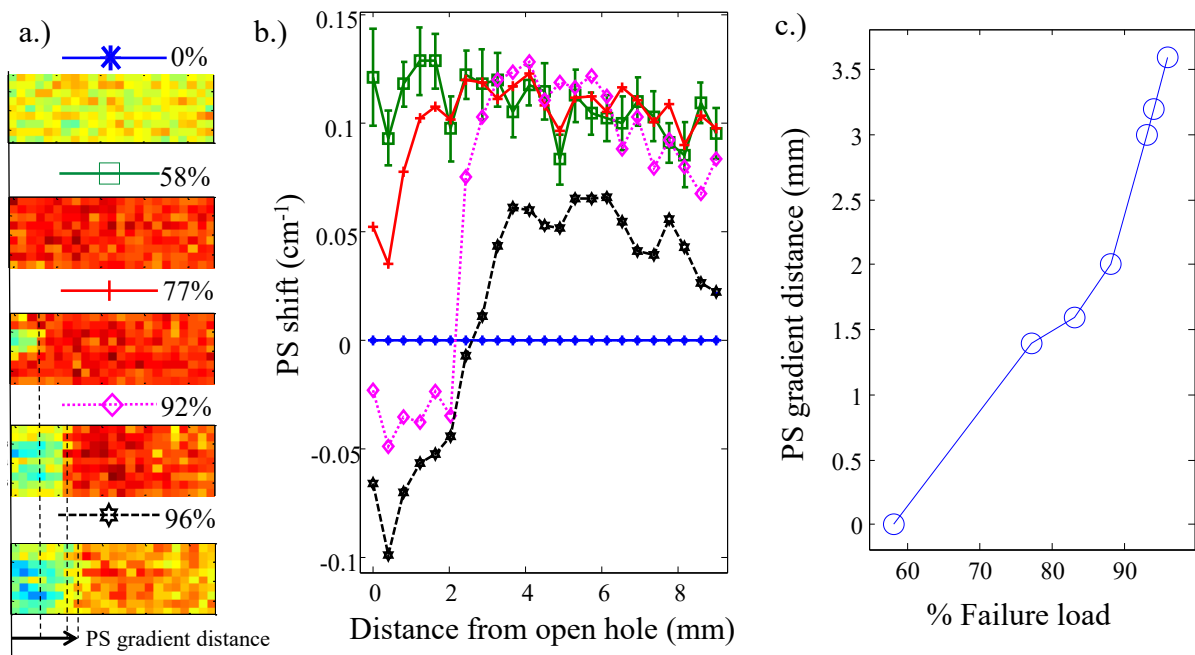 a.)
0%
58%
77%
92%
96%
PS gradient distance
b.)
PS shift (cm-1)
0.15
0.1
0.05
0
-0.05
-0.1
0 2 4 6 8
Distance from open hole (mm)
c.)
PS gradient distance (mm)
3.5
3
2.5
2
1.5
1
0.5
0
60 70 80 90
% Failure load